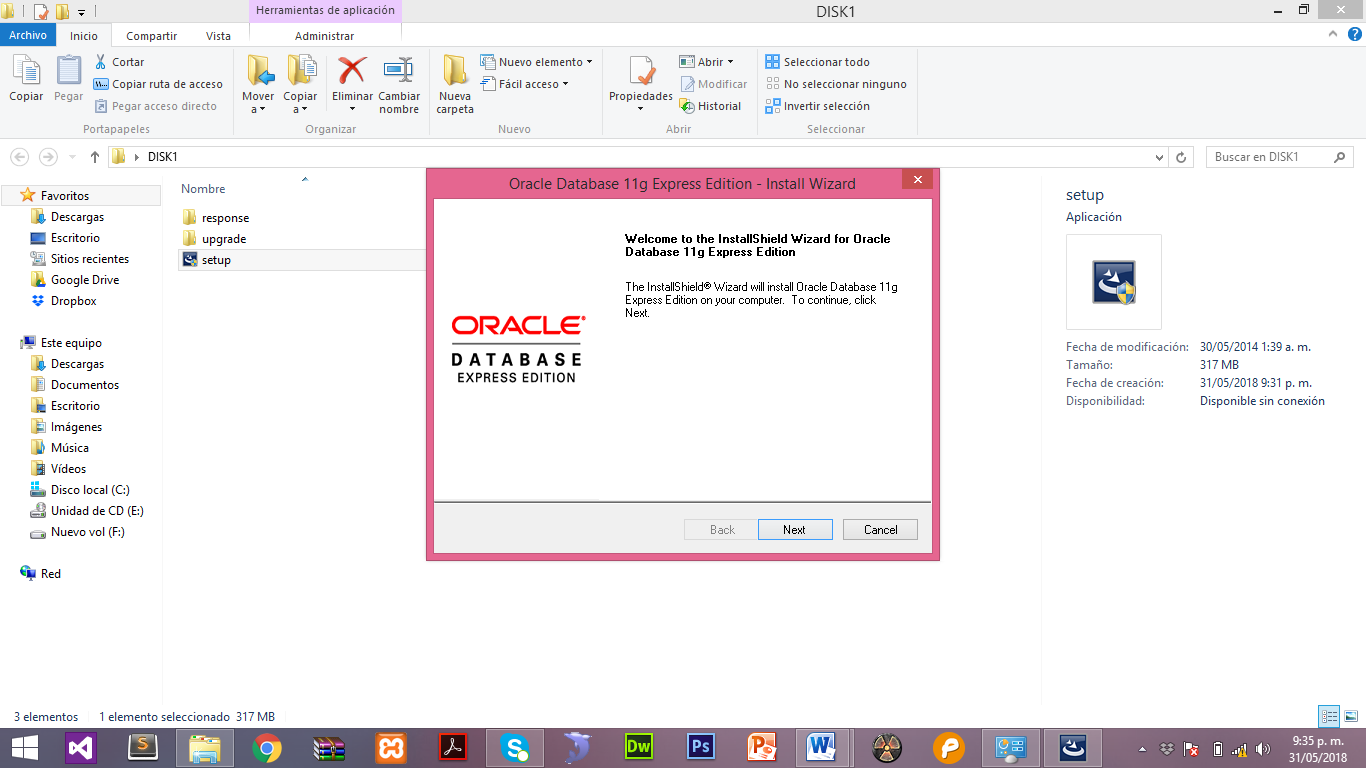 Herramientas de aplicación
DISK1
Archivo
Inicio
Compartir
Vista
Administrar
Copiar
Pegar
Cortar
Copiar ruta de acceso
Pegar acceso directo
Portapapeles
Mover a
Copiar a
Eliminar
Cambiar nombre
Organizar
Nueva carpeta
Nuevo elemento
Fácil acceso
Nuevo
Propiedades
Abrir
Modificar
Historial
Abrir
Seleccionar todo
No seleccionar ninguno
Invertir selección
Seleccionar
DISK1
Buscar en DISK1
Favoritos
Descargas
Escritorio
Sitios recientes
Google Drive
Dropbox
Este equipo
Descargas
Documentos
Escritorio
Imágenes
Música
Vídeos
Disco local (C:)
Unidad de CD (E:)
Nuevo vol (F:)
Red
Nombre
response
upgrade
setup
Oracle Database 11g Express Edition - Install Wizard
Welcome to the InstallShield Wizard for Oracle
Database 11g Express Edition
The InstallShield® Wizard will install Oracle Database 11g
Express Edition on your computer. To continue, click
Next.
ORACLE®
DATABASE
EXPRESS EDITION
Back
Next
Cancel
setup
Aplicación
Fecha de modificación: 30/05/2014 1:39 a. m.
Tamaño: 317 MB
Fecha de creación: 31/05/2018 9:31 p. m.
Disponibilidad: Disponible sin conexión
3 elementos
1 elemento seleccionado 317 MB
Dw
Ps
9:35 p. m.
31/05/2018